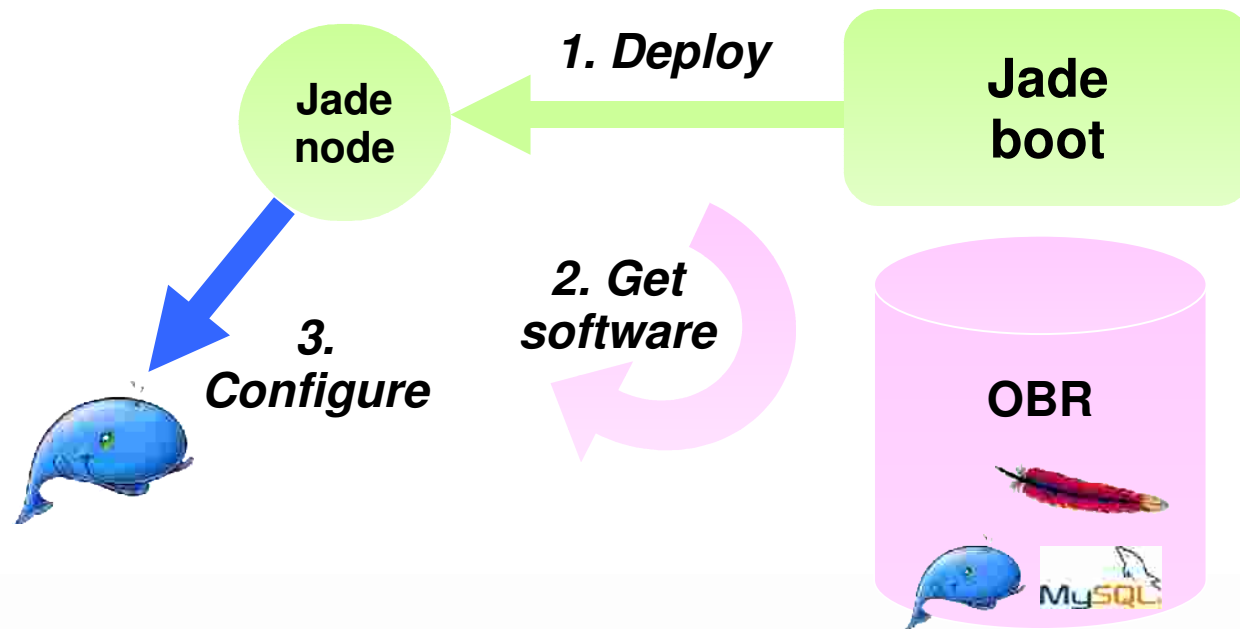 1. Deploy
Jade
boot
Jade
node
2. Get
software
3.
Configure
OBR
MySQL